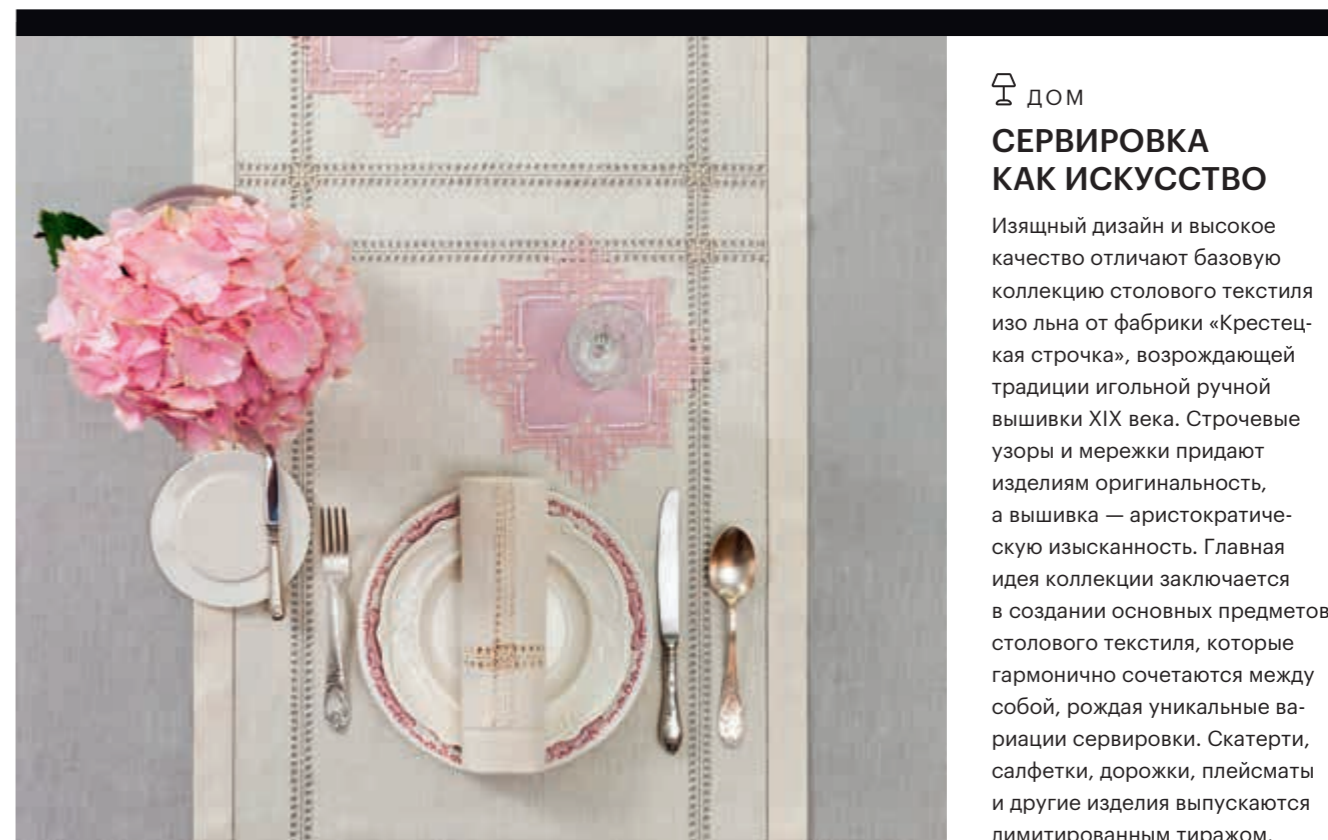 ДОМ
СЕРВИРОВКА
КАК ИСКУССТВО
Изящный дизайн и высокое
качество отличают базовую
коллекцию столового текстиля
изо льна от фабрики «Крестец-
кая строчка», возрождающей
традиции игольной ручной
вышивки XIX века. Строчевые
узоры и мережки придают
изделиям оригинальность,
а вышивка — аристократиче-
скую изысканность. Главная
идея коллекции заключается
в создании основных предметов
столового текстиля, которые
гармонично сочетаются между
собой, рождая уникальные ва-
риации сервировки. Скатерти,
салфетки, дорожки, плейсматы
и другие изделия выпускаются
лимитированным тиражом.